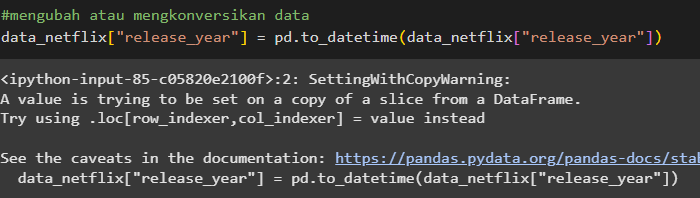 #mengubah atau mengkonversikan data
data_netflix["release_year"] = pd.to_datetime(data_netflix["release_year"])
<ipython-input-85-c05820e2100f>:2: SettingWithCopyWarning:
A value is trying to be set on a copy of a slice from a DataFrame.
Try using .loc[row_indexer,col_indexer] = value instead
See the caveats in the documentation: https://pandas.pydata.org/pandas-docs/stal
data_netflix["release_year"] = pd.to_datetime(data_netflix["release_year"])